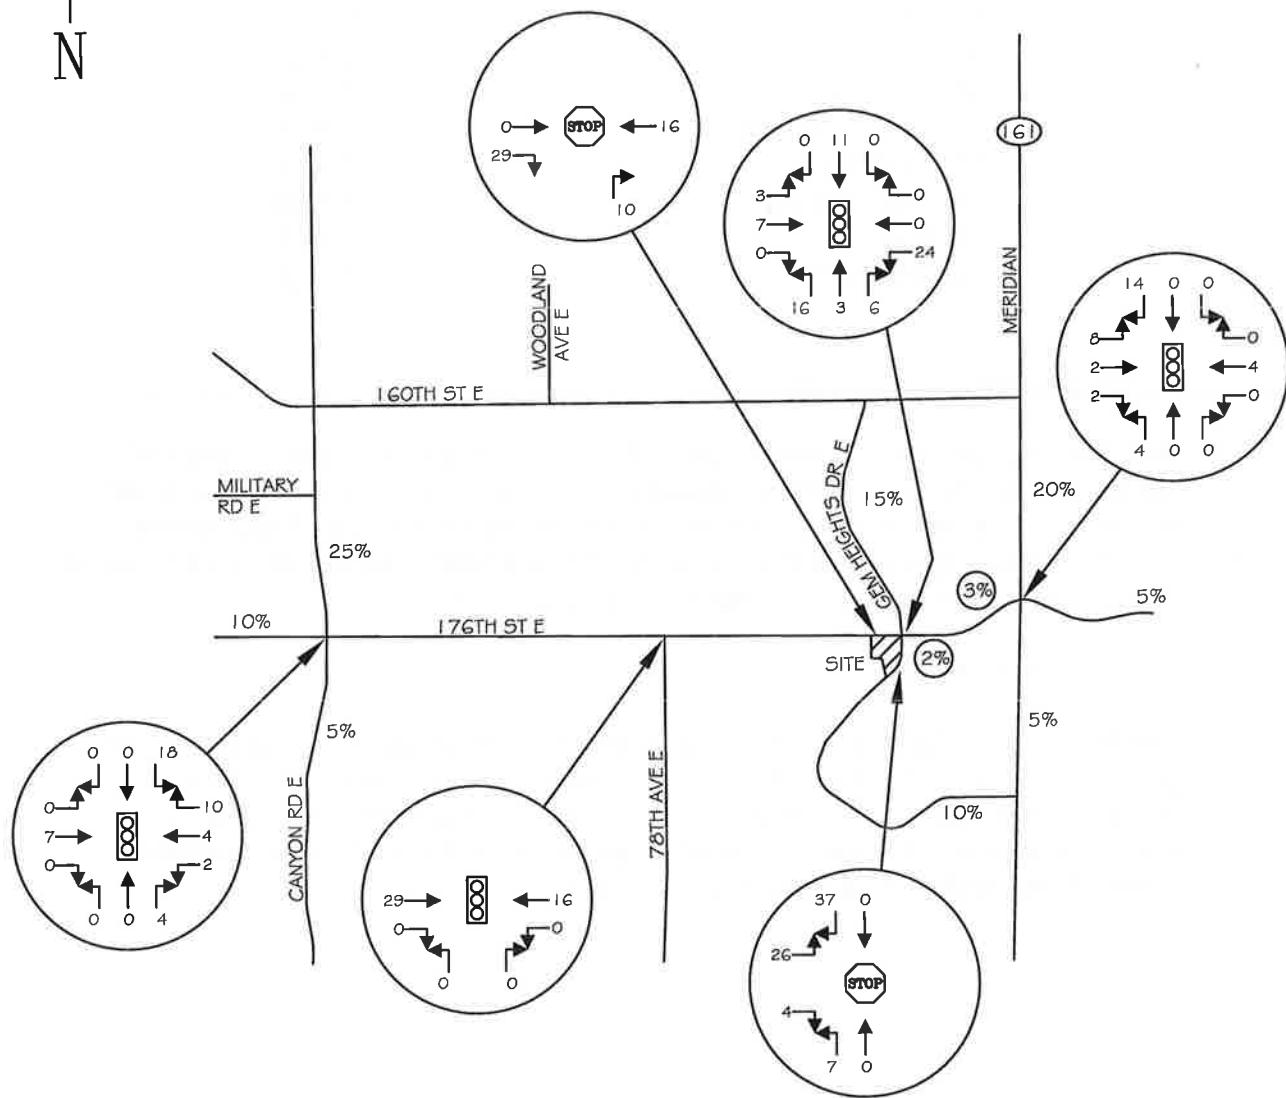 N
0
STOP
16
29
10
0 11 0
3
0
7
0
0
24
16 3 6
161
MERIDIAN
14 0 0
8
0
2
4
2
0
4 0 0
WOODLAND
AVE E
160TH ST E
MILITARY
RD E
GEM HEIGHTS DR E
15%
20%
25%
3%
5%
10%
176TH ST E
SITE
2%
5%
5%
CANYON RD E
78TH AVE E
10%
0 0 18
0
10
7
4
0
2
0 0 4
29
16
0
0
0
0
37 0
26
STOP
4
7 0